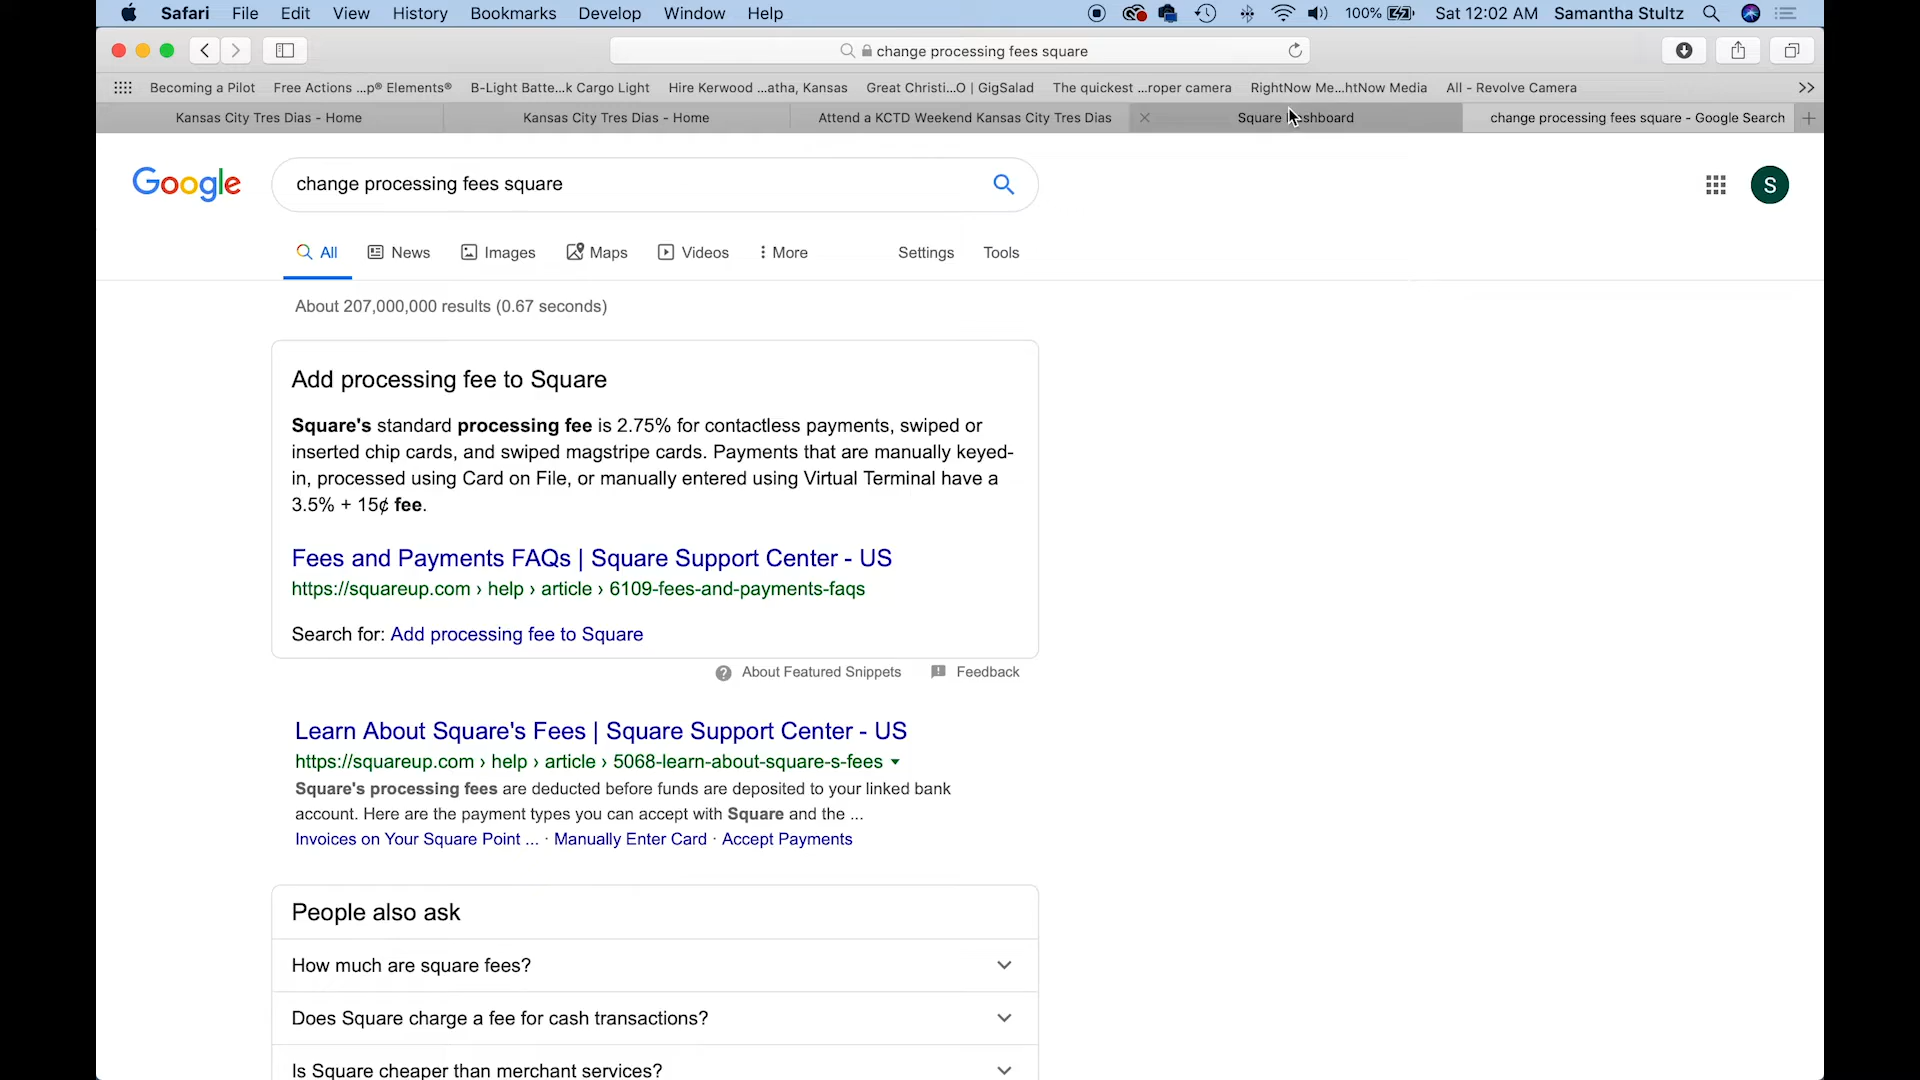 Safari File Edit View History Bookmarks Develop Window Help 100% Sat 12:02 AM Samantha Stultz
change processing fees square
Becoming a Pilot Free Actions ...p® Elements® B-Light Batte...k Cargo Light Hire Kerwood ...atha, Kansas Great Christi...O | GigSalad The quickest ...roper camera RightNow Me...htNow Media All - Revolve Camera
Kansas City Tres Dias - Home Kansas City Tres Dias - Home Attend a KCTD Weekend Kansas City Tres Dias Square shboard change processing fees square - Google Search
Google change processing fees square S
All News Images Maps Videos More Settings Tools
About 207,000,000 results (0.67 seconds)
Add processing fee to Square
Square's standard processing fee is 2.75% for contactless payments, swiped or
inserted chip cards, and swiped magstripe cards. Payments that are manually keyed-
in, processed using Card on File, or manually entered using Virtual Terminal have a
3.5% + 15¢ fee.
Fees and Payments FAQs | Square Support Center - US
https://squareup.com › help › article › 6109-fees-and-payments-faqs
Search for: Add processing fee to Square
About Featured Snippets Feedback
Learn About Square's Fees | Square Support Center - US
https://squareup.com › help › article › 5068-learn-about-square-s-fees
Square's processing fees are deducted before funds are deposited to your linked bank
account. Here are the payment types you can accept with Square and the ...
Invoices on Your Square Point ... · Manually Enter Card · Accept Payments
People also ask
How much are square fees?
Does Square charge a fee for cash transactions?
Is Square cheaper than merchant services?